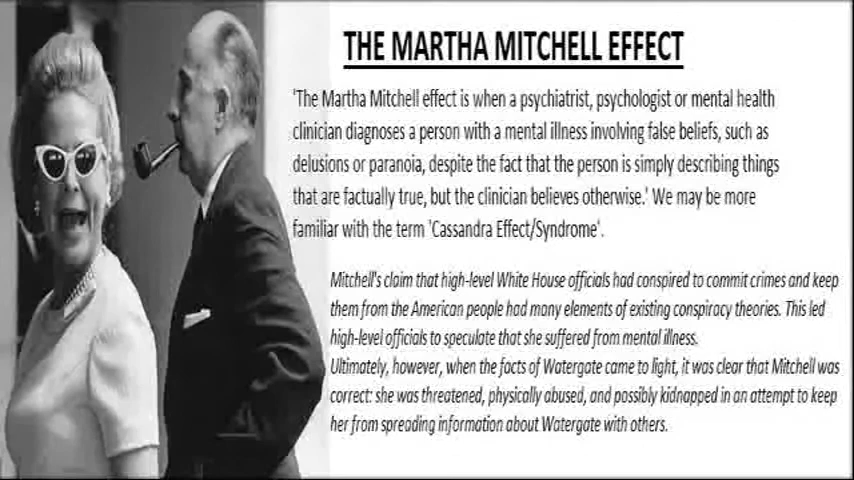 THE MARTHA MITCHELL EFFECT
'The Martha Mitchell effect is when a psychiatrist, psychologist or mental health
clinician diagnoses a person with a mental illness involving false beliefs, such as
delusions or paranoia, despite the fact that the person is simply describing things
that are factually true, but the clinician believes otherwise.' We may be more
familiar with the term 'Cassandra Effect/Syndrome'.
Mitchell's claim that high-level White House officials had conspired to commit crimes and keep
them from the American people had many elements of existing conspiracy theories. This led
high-level officials to speculate that she suffered from mental illness.
Ultimately, however, when the facts of Watergate came to light, it was clear that Mitchell was
correct: she was threatened, physically abused, and possibly kidnapped in an attempt to keep
her from spreading information about Watergate with others.